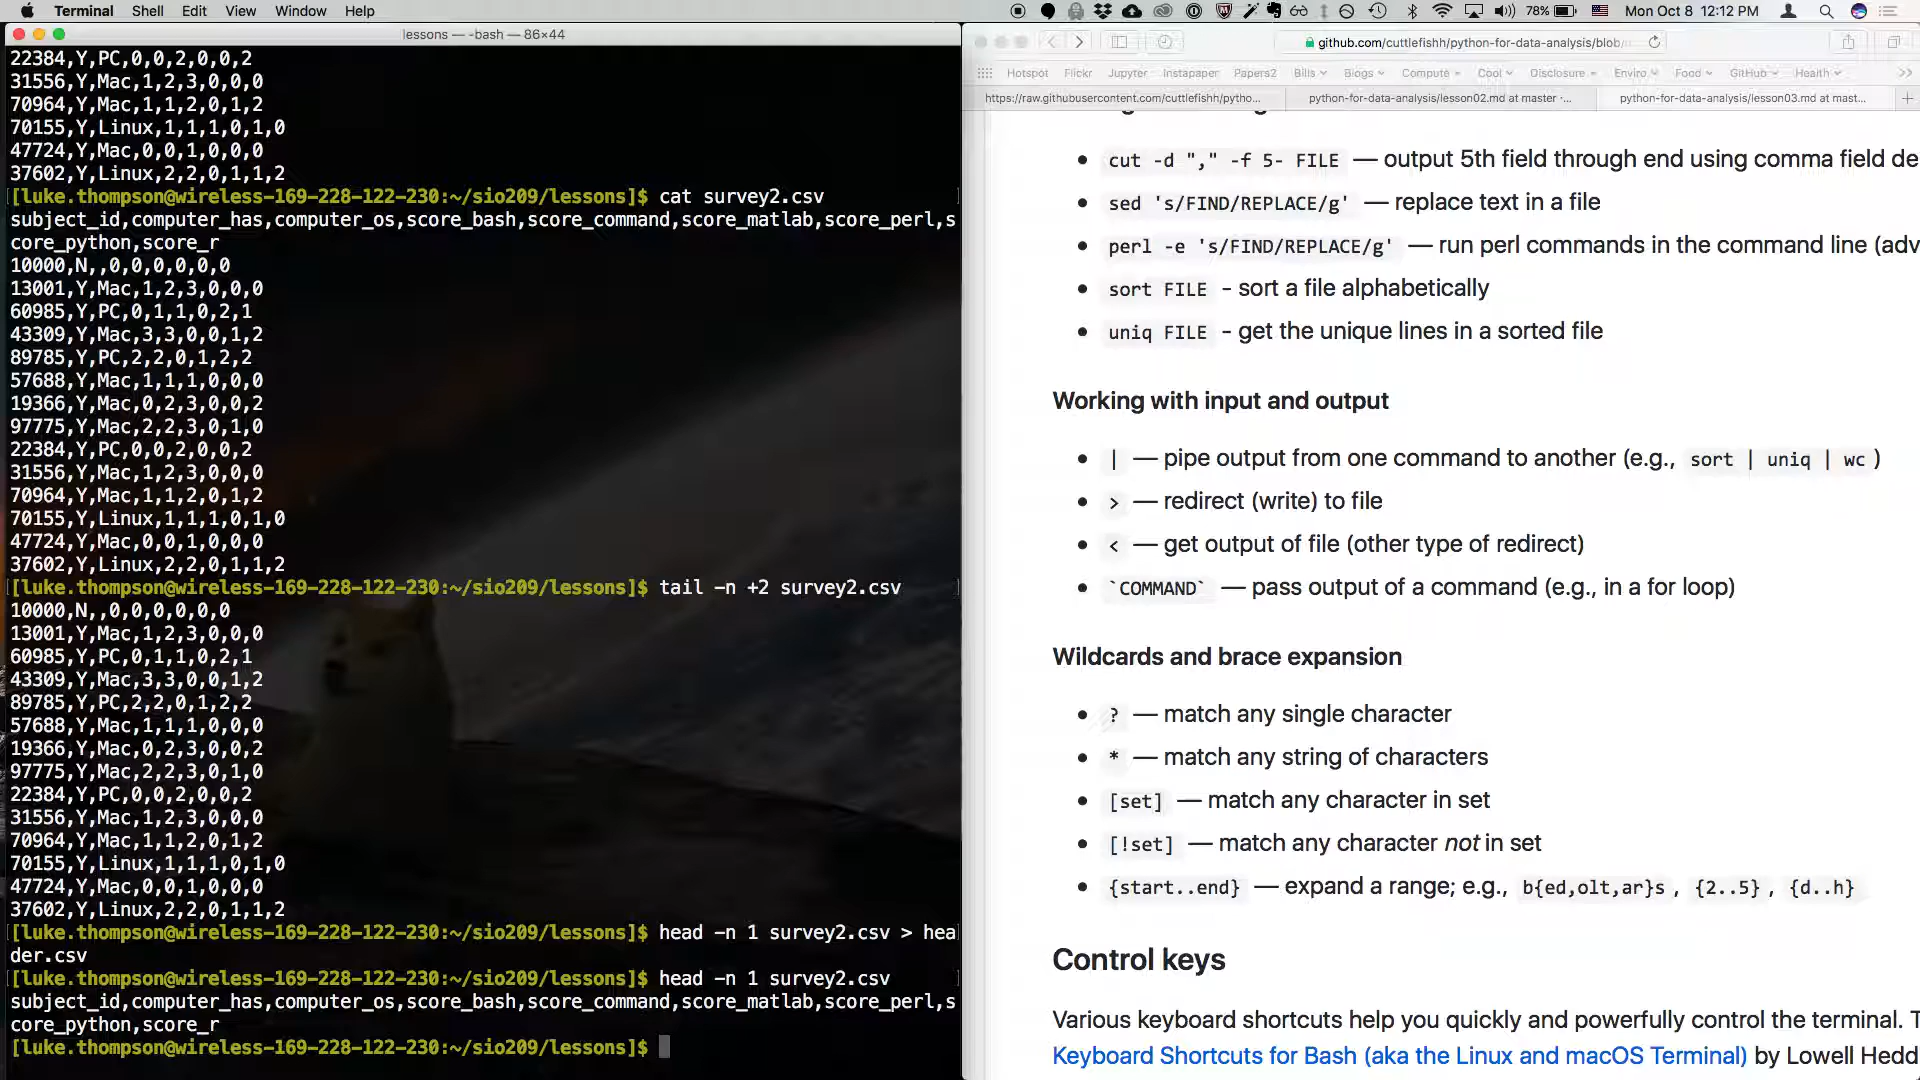 Terminal Shell Edit View Window Help
78% Mon Oct 8 12:12 PM
lessons — -bash — 86×44
22384,Y,PC,0,0,2,0,0,2
31556,Y,Mac,1,2,3,0,0,0
70964,Y,Mac,1,1,2,0,1,2
70155,Y,Linux,1,1,1,0,1,0
47724,Y,Mac,0,0,1,0,0,0
37602,Y,Linux,2,2,0,1,1,2
[luke.thompson@wireless-169-228-122-230:~/sio209/lessons]$ cat survey2.csv
subject_id,computer_has,computer_os,score_bash,score_command,score_matlab,score_perl,s
core_python,score_r
10000,N,,0,0,0,0,0,0
13001,Y,Mac,1,2,3,0,0,0
60985,Y,PC,0,1,1,0,2,1
43309,Y,Mac,3,3,0,0,1,2
89785,Y,PC,2,2,0,1,2,2
57688,Y,Mac,1,1,1,0,0,0
19366,Y,Mac,0,2,3,0,0,2
97775,Y,Mac,2,2,3,0,1,0
22384,Y,PC,0,0,2,0,0,2
31556,Y,Mac,1,2,3,0,0,0
70964,Y,Mac,1,1,2,0,1,2
70155,Y,Linux,1,1,1,0,1,0
47724,Y,Mac,0,0,1,0,0,0
37602,Y,Linux,2,2,0,1,1,2
[luke.thompson@wireless-169-228-122-230:~/sio209/lessons]$ tail -n +2 survey2.csv
10000,N,,0,0,0,0,0,0
13001,Y,Mac,1,2,3,0,0,0
60985,Y,PC,0,1,1,0,2,1
43309,Y,Mac,3,3,0,0,1,2
89785,Y,PC,2,2,0,1,2,2
57688,Y,Mac,1,1,1,0,0,0
19366,Y,Mac,0,2,3,0,0,2
97775,Y,Mac,2,2,3,0,1,0
22384,Y,PC,0,0,2,0,0,2
31556,Y,Mac,1,2,3,0,0,0
70964,Y,Mac,1,1,2,0,1,2
70155,Y,Linux,1,1,1,0,1,0
47724,Y,Mac,0,0,1,0,0,0
37602,Y,Linux,2,2,0,1,1,2
[luke.thompson@wireless-169-228-122-230:~/sio209/lessons]$ head -n 1 survey2.csv > hea
der.csv
[luke.thompson@wireless-169-228-122-230:~/sio209/lessons]$ head -n 1 survey2.csv
subject_id,computer_has,computer_os,score_bash,score_command,score_matlab,score_perl,s
core_python,score_r
[luke.thompson@wireless-169-228-122-230:~/sio209/lessons]$
github.com/cuttlefishh/python-for-data-analysis/blob/
Hotspot Flickr Jupyter Instapaper Papers2 Bills Blogs Compute Cool Disclosure Enviro Food GitHub Health
https://raw.githubusercontent.com/cuttlefishh/pytho... python-for-data-analysis/lesson02.md at master ·... python-for-data-analysis/lesson03.md at mast...
cut -d "," -f 5- FILE — output 5th field through end using comma field de
sed 's/FIND/REPLACE/g' — replace text in a file
perl -e 's/FIND/REPLACE/g' — run perl commands in the command line (adv
sort FILE - sort a file alphabetically
uniq FILE - get the unique lines in a sorted file
Working with input and output
| — pipe output from one command to another (e.g., sort | uniq | wc )
> — redirect (write) to file
< — get output of file (other type of redirect)
`COMMAND` — pass output of a command (e.g., in a for loop)
Wildcards and brace expansion
? — match any single character
* — match any string of characters
[set] — match any character in set
[!set] — match any character not in set
{start..end} — expand a range; e.g., b{ed,olt,ar}s , {2..5} , {d..h}
Control keys
Various keyboard shortcuts help you quickly and powerfully control the terminal. T
Keyboard Shortcuts for Bash (aka the Linux and macOS Terminal) by Lowell Hedd